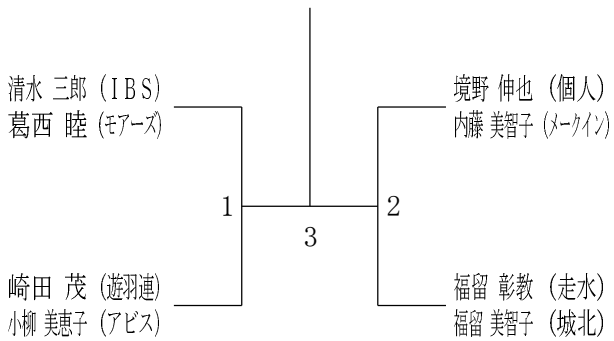 清水 三郎 (IBS)
葛西 睦 (モアーズ)
境野 伸也 (個人)
内藤 美智子 (メークイン)
1
2
3
崎田 茂 (遊羽連)
小柳 美恵子 (アビス)
福留 彰教 (走水)
福留 美智子 (城北)